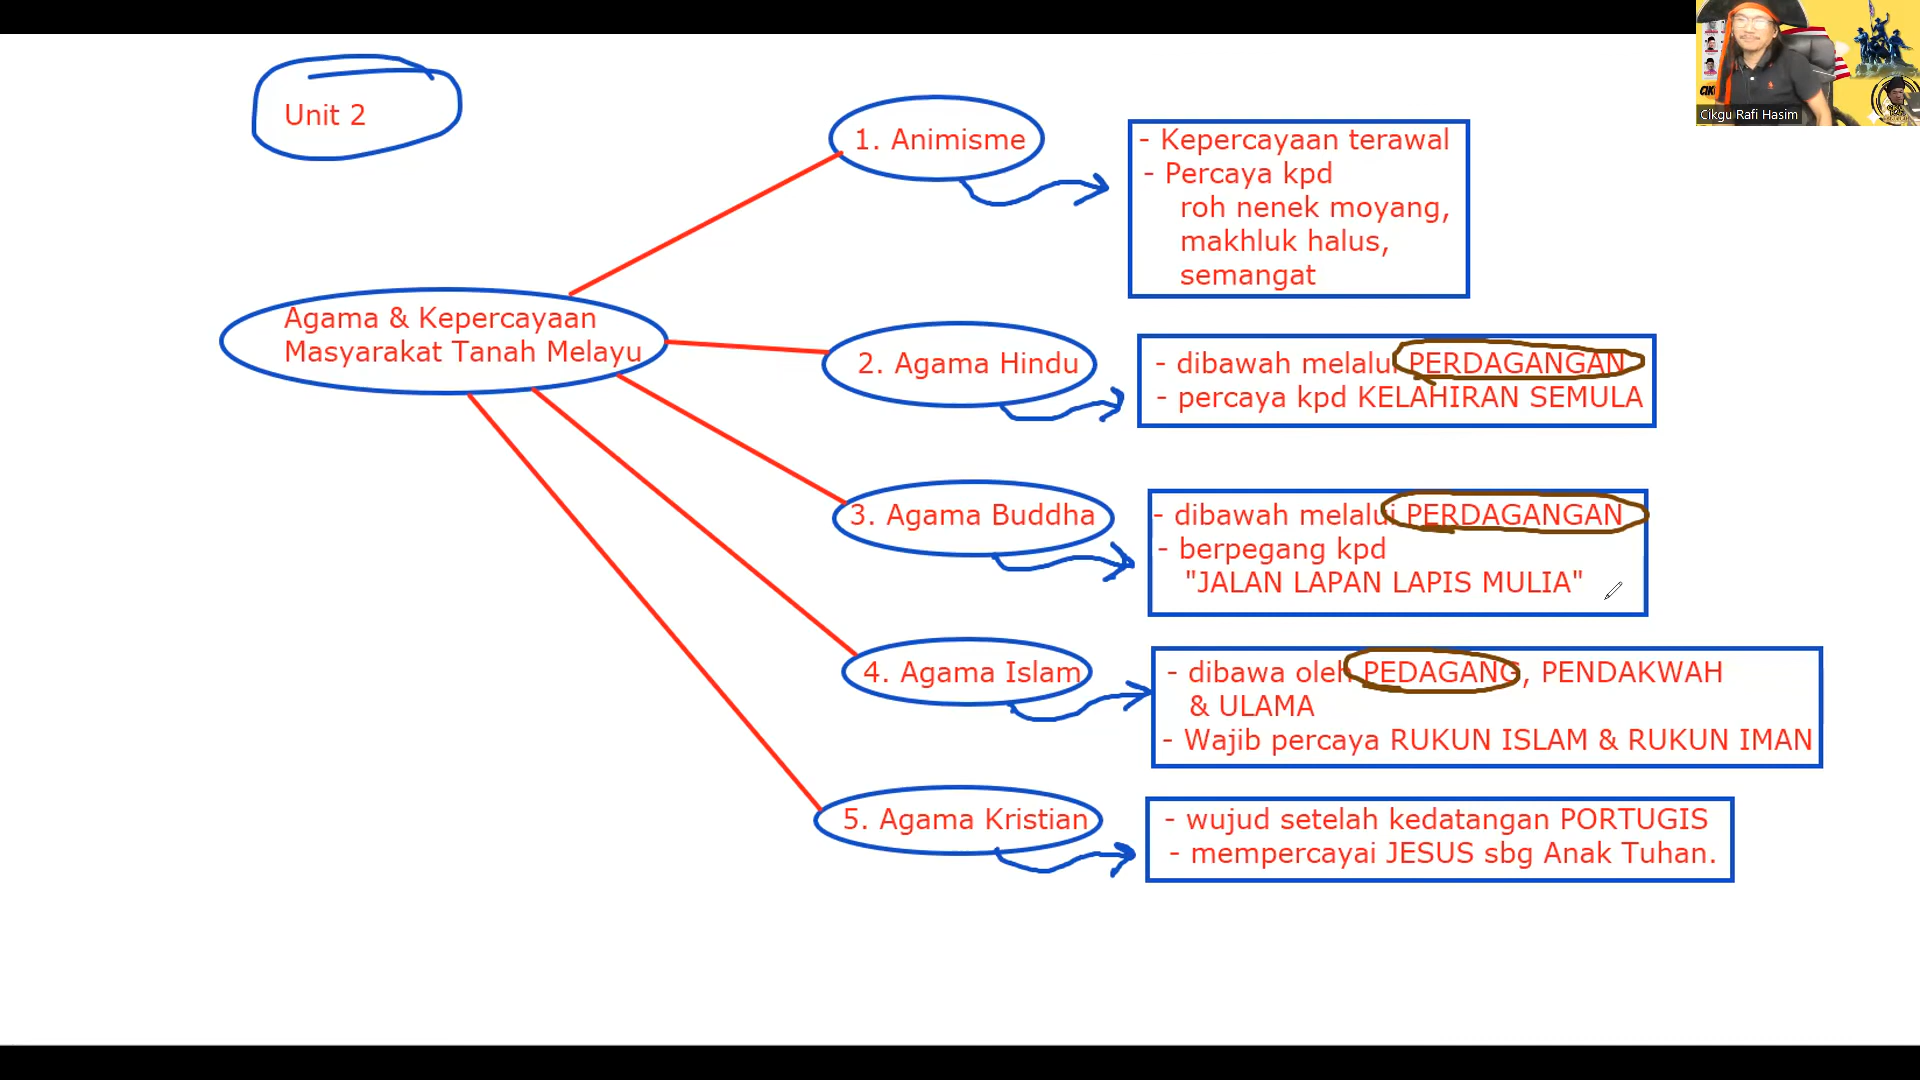 Unit 2
Agama & Kepercayaan
Masyarakat Tanah Melayu
1. Animisme
- Kepercayaan terawal
- Percaya kpd
roh nenek moyang,
makhluk halus,
semangat
2. Agama Hindu
- dibawah melalui PERDAGANGAN
- percaya kpd KELAHIRAN SEMULA
3. Agama Buddha
- dibawah melalui PERDAGANGAN
- berpegang kpd
"JALAN LAPAN LAPIS MULIA"
4. Agama Islam
- dibawa oleh PEDAGANG, PENDAKWAH
& ULAMA
- Wajib percaya RUKUN ISLAM & RUKUN IMAN
5. Agama Kristian
- wujud setelah kedatangan PORTUGIS
- mempercayai JESUS sbg Anak Tuhan.
Cikgu Rafi Hasim